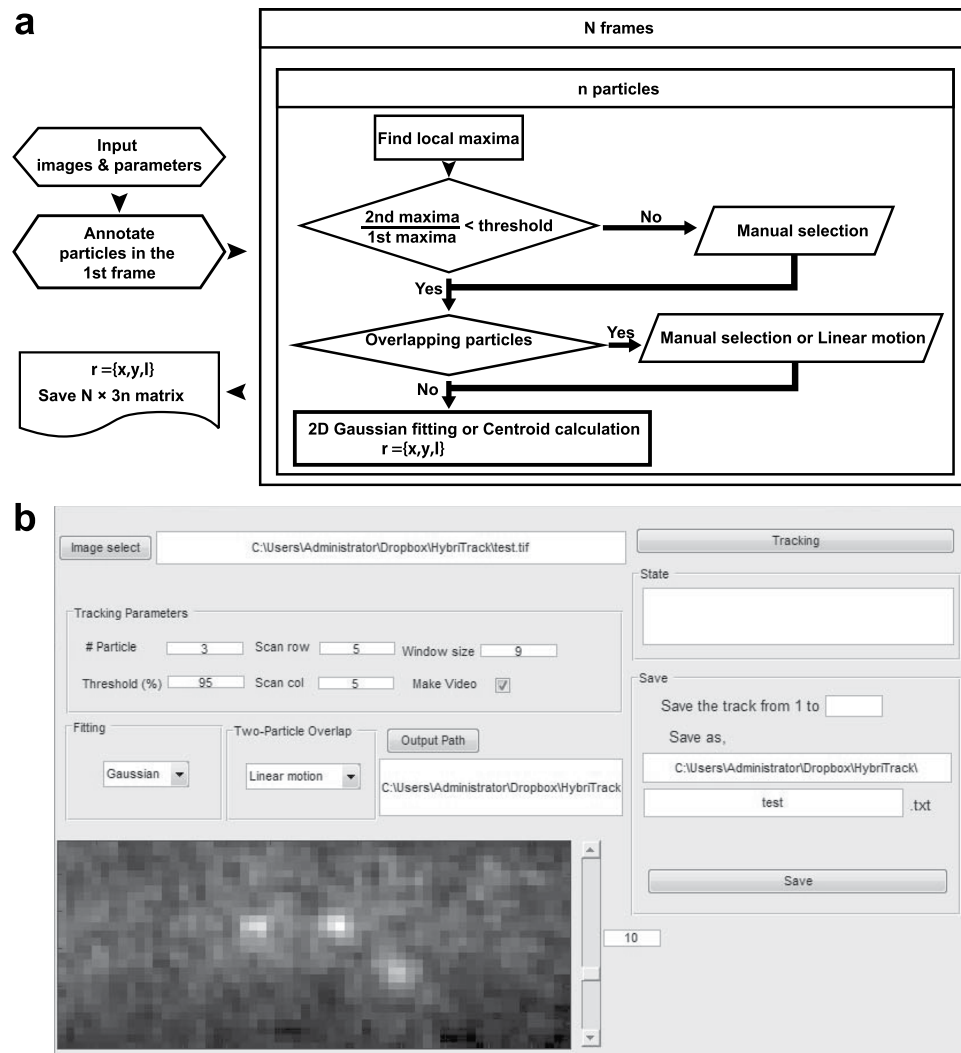 a
N frames
n particles
Input
images & parameters
Annotate
particles in the
1st frame
Find local maxima
2nd maxima
1st maxima
< threshold
No
Manual selection
Yes
Overlapping particles
Yes
Manual selection or Linear motion
No
2D Gaussian fitting or Centroid calculation
r ={x,y,I}
r ={x,y,I}
Save N × 3n matrix
b
Image select
C:\Users\Administrator\Dropbox\HybriTrack\test.tif
Tracking
State
Tracking Parameters
# Particle 3 Scan row 5 Window size 9
Threshold (%) 95 Scan col 5 Make Video
Fitting
Gaussian
Two-Particle Overlap
Linear motion
Output Path
C:\Users\Administrator\Dropbox\HybriTrack
Save
Save the track from 1 to
Save as,
C:\Users\Administrator\Dropbox\HybriTrack\
test .txt
Save
10